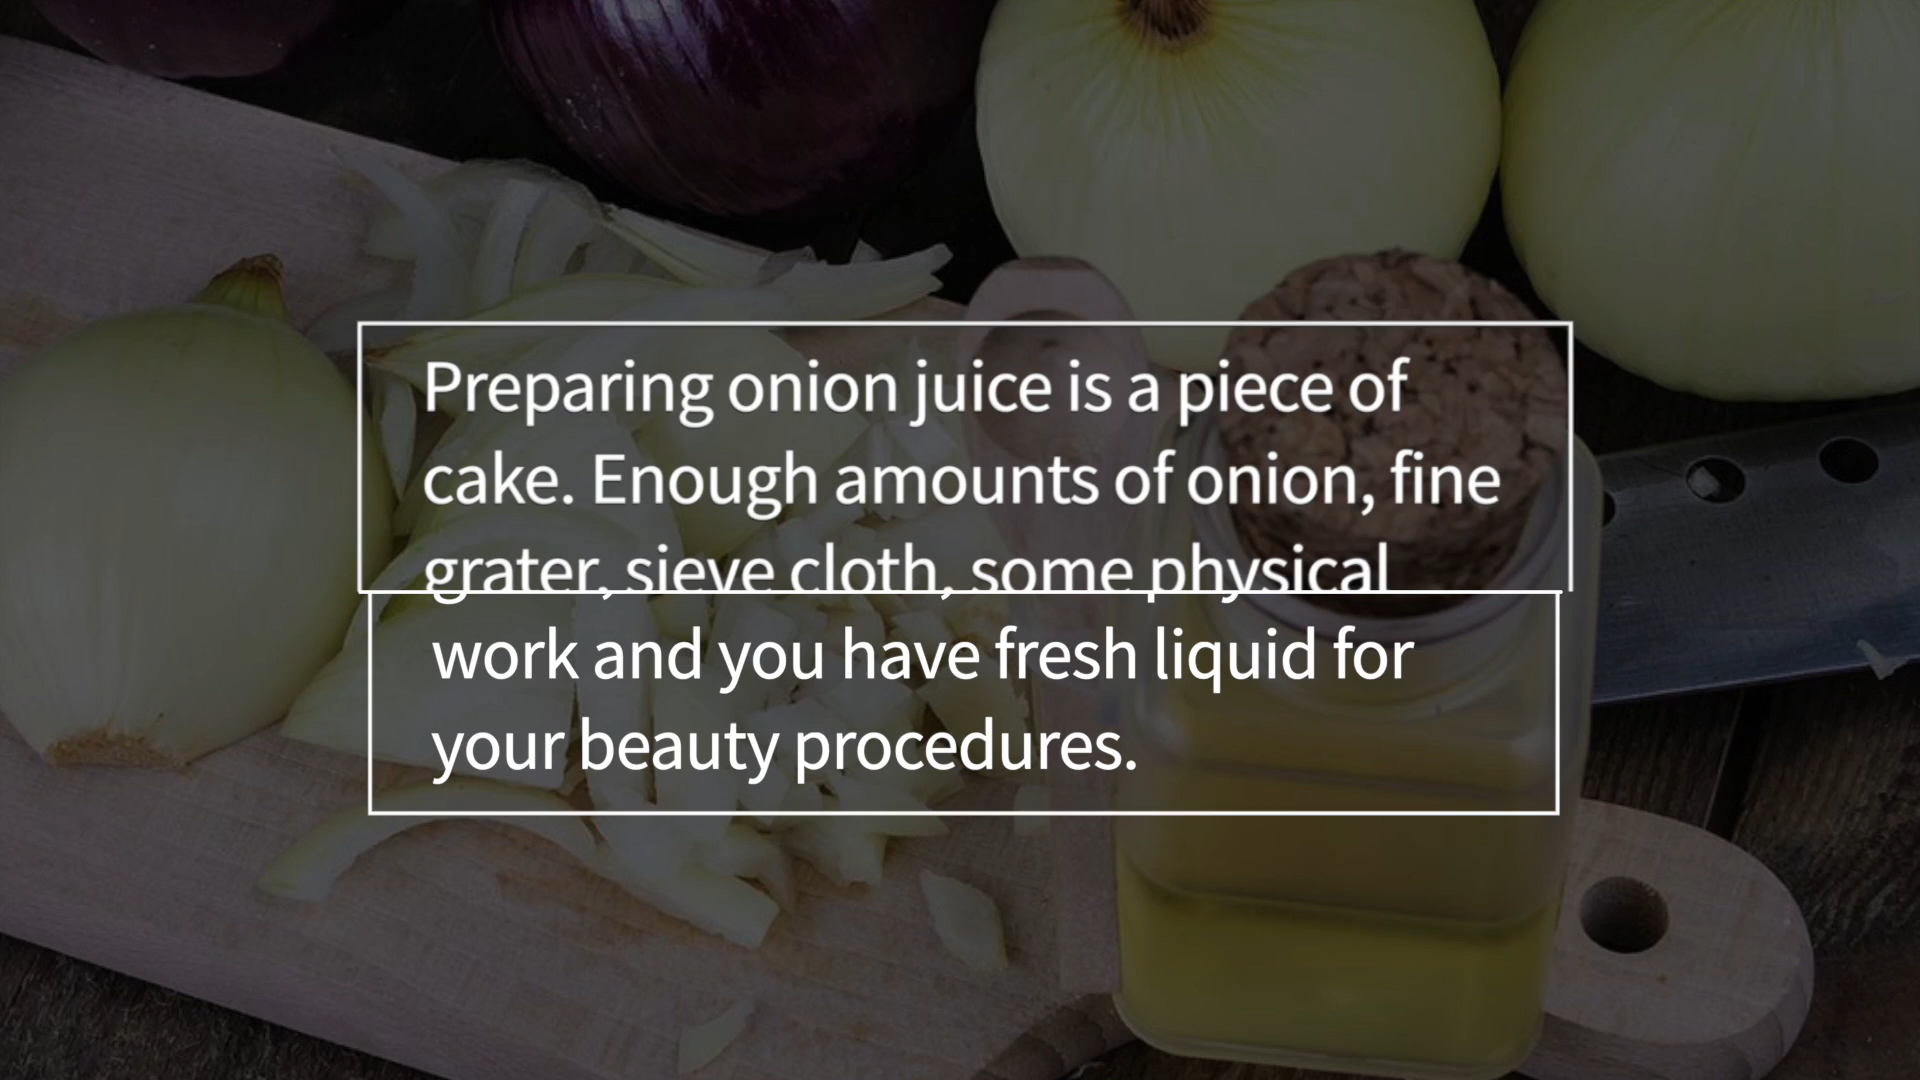 Preparing onion juice is a piece of
cake. Enough amounts of onion, fine
grater, sieve cloth, some physical
work and you have fresh liquid for
your beauty procedures.